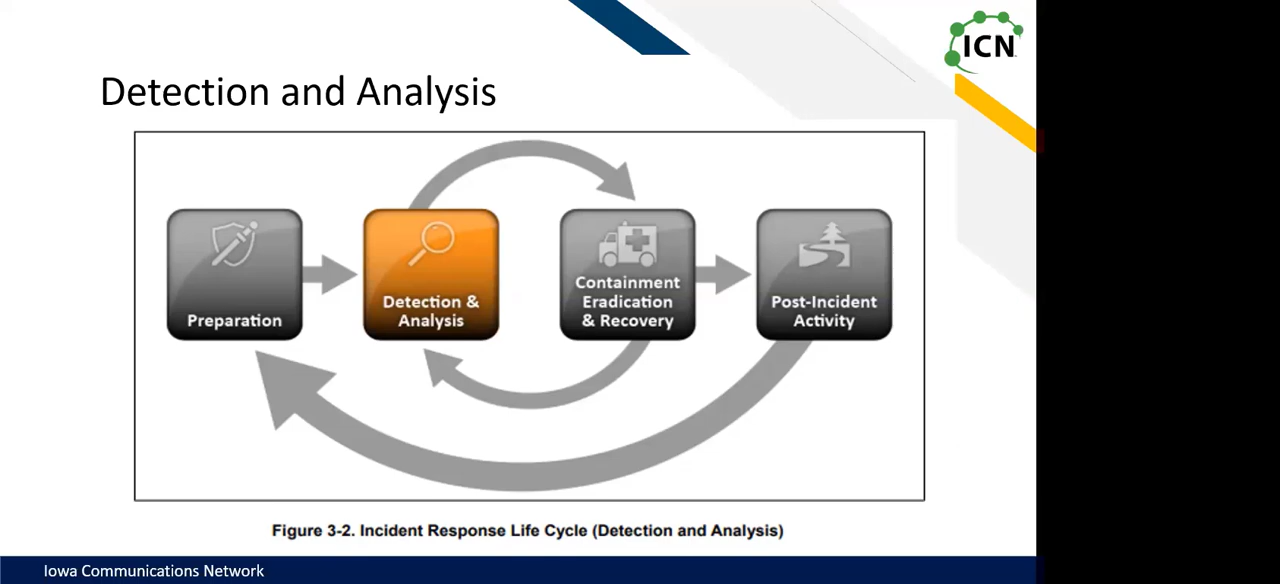 ICN
Detection and Analysis
Preparation
Detection &
Analysis
Containment
Eradication
& Recovery
Post-Incident
Activity
Figure 3-2. Incident Response Life Cycle (Detection and Analysis)
Iowa Communications Network